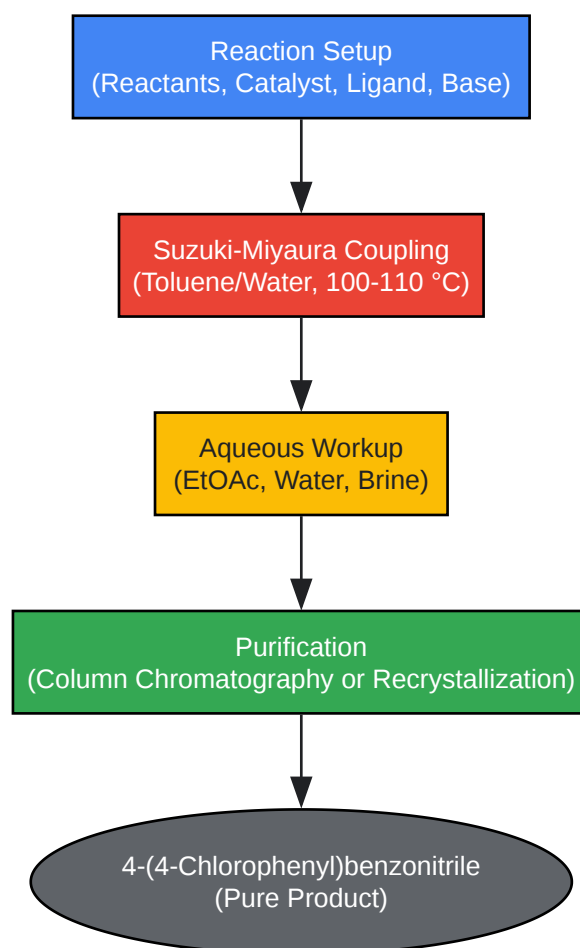 Reaction Setup
(Reactants, Catalyst, Ligand, Base)
Suzuki-Miyaura Coupling
(Toluene/Water, 100-110 °C)
Aqueous Workup
(EtOAc, Water, Brine)
Purification
(Column Chromatography or Recrystallization)
4-(4-Chlorophenyl)benzonitrile
(Pure Product)